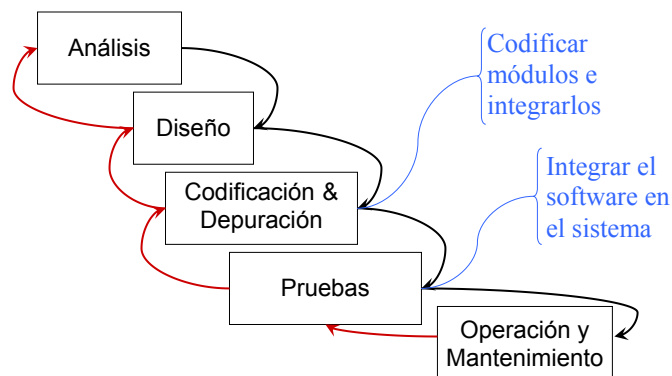 Análisis
Diseño
Codificación &
Depuración
Pruebas
Operación y
Mantenimiento
Codificar
módulos e
integrarlos
Integrar el
software en
el sistema